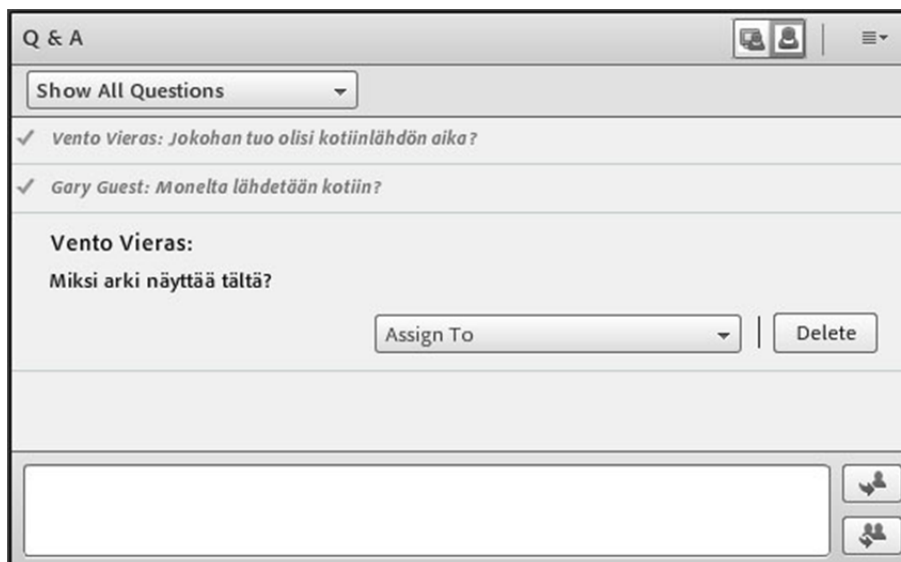 Q & A
Show All Questions
Vento Vieras: Jokohan tuo olisi kotiinlähdön aika?
Gary Guest: Monelta lähdetään kotiin?
Vento Vieras:
Miksi arki näyttää tältä?
Assign To
Delete